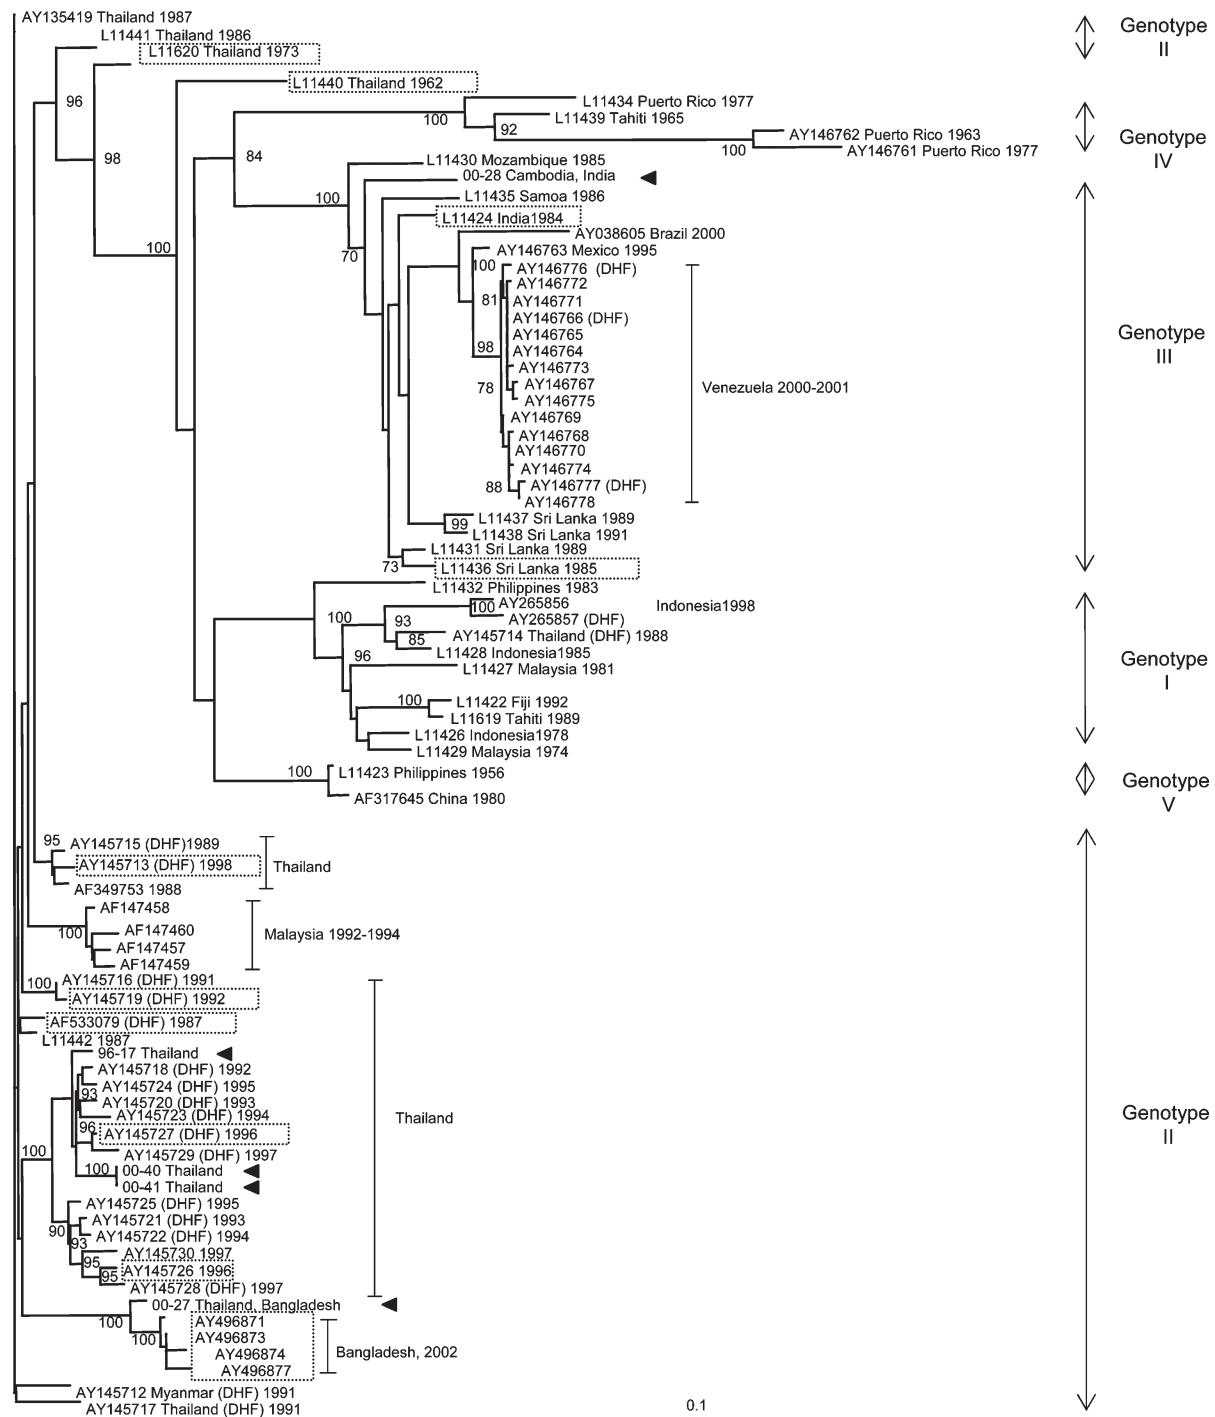 AY135419 Thailand 1987
Genotype
II
L11441 Thailand 1986
L11620 Thailand 1973
96
L11440 Thailand 1962
98
L11434 Puerto Rico 1977
100
L11439 Tahiti 1965
92
AY146762 Puerto Rico 1963
100
AY146761 Puerto Rico 1977
Genotype
IV
84
L11430 Mozambique 1985
00-28 Cambodia, India
100
L11435 Samoa 1986
L11424 India1984
100
70
AY038605 Brazil 2000
AY146763 Mexico 1995
100
AY146776 (DHF)
AY146772
81
AY146771
AY146766 (DHF)
AY146765
98
AY146764
AY146773
78
AY146767
AY146775
AY146769
AY146768
AY146770
AY146774
88
AY146777 (DHF)
AY146778
Venezuela 2000-2001
Genotype
III
99
L11437 Sri Lanka 1989
L11438 Sri Lanka 1991
L11431 Sri Lanka 1989
73
L11436 Sri Lanka 1985
L11432 Philippines 1983
100
AY265856
Indonesia1998
AY265857 (DHF)
100
93
AY145714 Thailand (DHF) 1988
85
L11428 Indonesia1985
96
L11427 Malaysia 1981
Genotype
I
100
L11422 Fiji 1992
L11619 Tahiti 1989
L11426 Indonesia1978
L11429 Malaysia 1974
100
L11423 Philippines 1956
AF317645 China 1980
Genotype
V
95
AY145715 (DHF)1989
AY145713 (DHF) 1998
Thailand
AF349753 1988
AF147458
100
AF147460
Malaysia 1992-1994
AF147457
AF147459
100
AY145716 (DHF) 1991
AY145719 (DHF) 1992
AF533079 (DHF) 1987
L11442 1987
96-17 Thailand
AY145718 (DHF) 1992
AY145724 (DHF) 1995
93
AY145720 (DHF) 1993
AY145723 (DHF) 1994
96
AY145727 (DHF) 1996
Thailand
Genotype
II
100
AY145729 (DHF) 1997
100
00-40 Thailand
00-41 Thailand
AY145725 (DHF) 1995
AY145721 (DHF) 1993
90
AY145722 (DHF) 1994
93
AY145730 1997
95
AY145726 1996
95
AY145728 (DHF) 1997
00-27 Thailand, Bangladesh
100
AY496871
100
AY496873
AY496874
Bangladesh, 2002
AY496877
AY145712 Myanmar (DHF) 1991
AY145717 Thailand (DHF) 1991
0.1